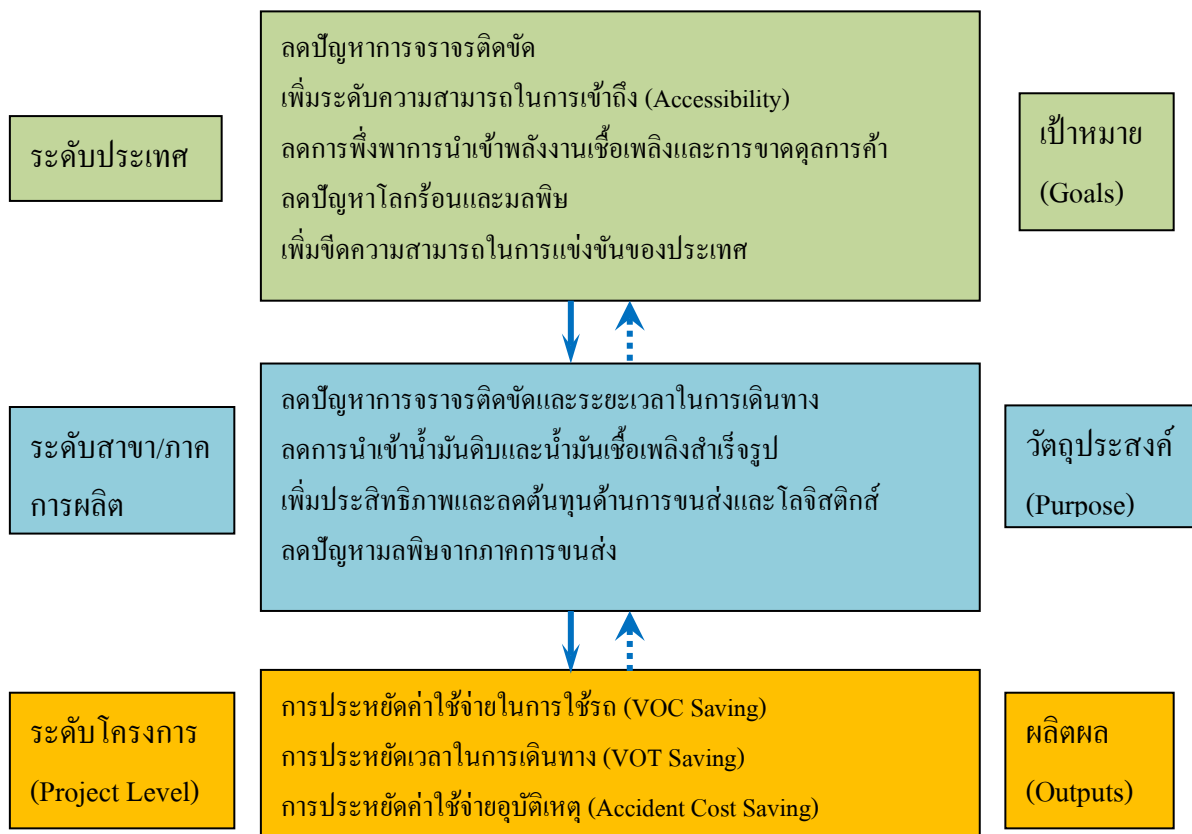 ระดับประเทศ
ลดปัญหาการจราจรติดขัด
เพิ่มระดับความสามารถในการเข้าถึง (Accessibility)
ลดการพึ่งพาการนำเข้าพลังงานเชื้อเพลิงและการขาดดุลการค้า
ลดปัญหาโลกร้อนและมลพิษ
เพิ่มขีดความสามารถในการแข่งขันของประเทศ
เป้าหมาย
(Goals)
ระดับสาขา/ภาค
การผลิต
ลดปัญหาการจราจรติดขัดและระยะเวลาในการเดินทาง
ลดการนำเข้าน้ำมันดิบและน้ำมันเชื้อเพลิงสำเร็จรูป
เพิ่มประสิทธิภาพและลดต้นทุนด้านการขนส่งและโลจิสติกส์
ลดปัญหามลพิษจากภาคการขนส่ง
วัตถุประสงค์
(Purpose)
ระดับโครงการ
(Project Level)
การประหยัดค่าใช้จ่ายในการใช้รถ (VOC Saving)
การประหยัดเวลาในการเดินทาง (VOT Saving)
การประหยัดค่าใช้จ่ายอุบัติเหตุ (Accident Cost Saving)
ผลิตผล
(Outputs)